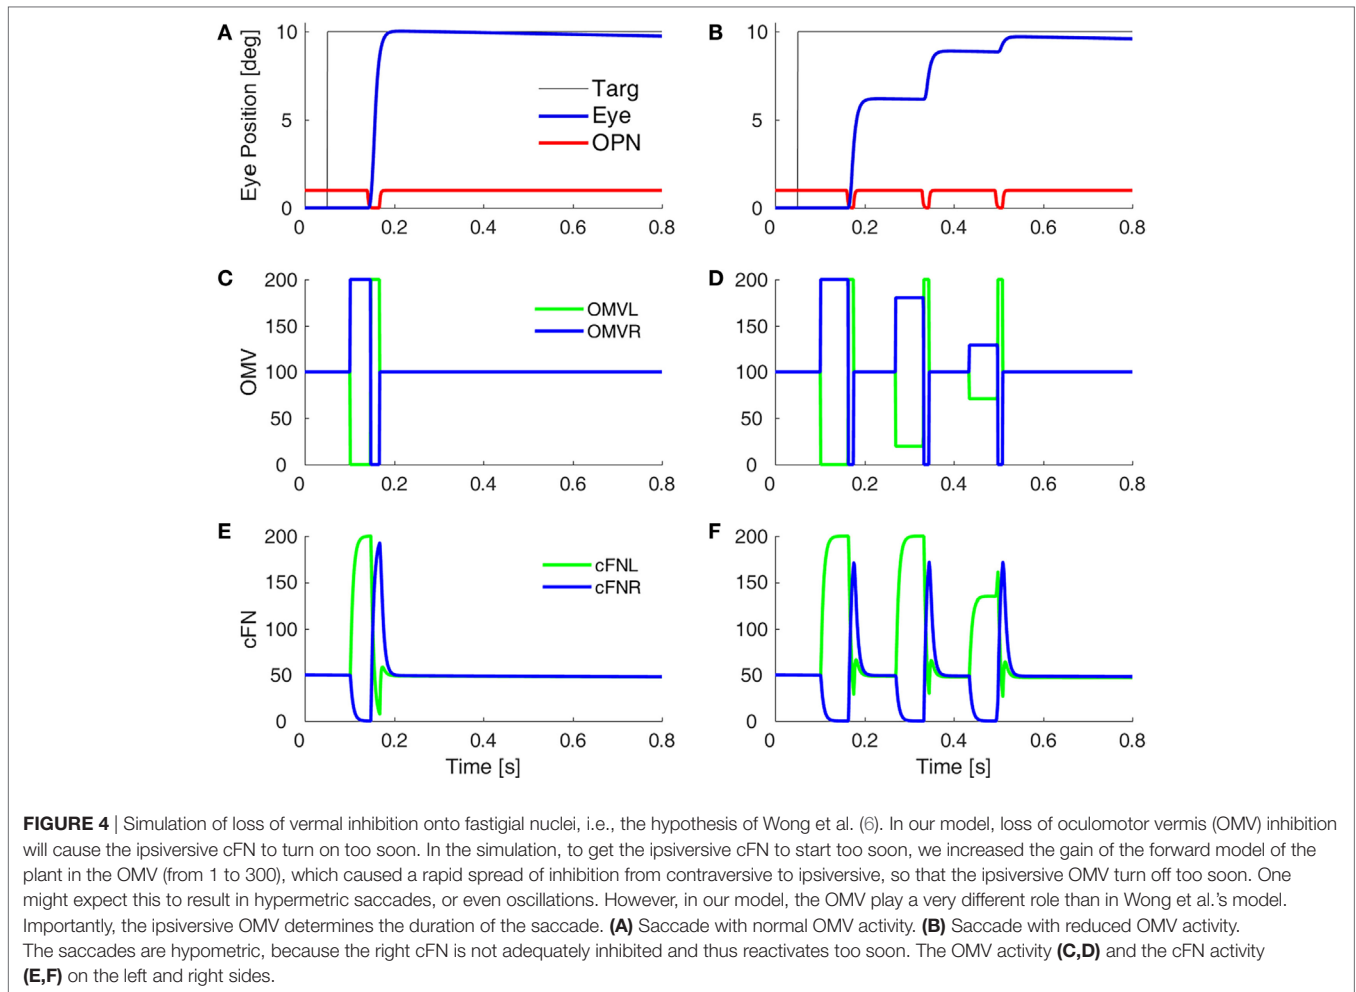 A
B
Eye Position [deg]
10
5
0
0
0.2
0.4
0.6
0.8
Targ
Eye
OPN
10
5
0
0
0.2
0.4
0.6
0.8
C
D
OMV
200
150
100
50
0
0
0.2
0.4
0.6
0.8
OMVL
OMVR
200
150
100
50
0
0
0.2
0.4
0.6
0.8
E
F
cFN
200
150
100
50
0
0
0.2
0.4
0.6
0.8
Time [s]
cFNL
cFNR
200
150
100
50
0
0
0.2
0.4
0.6
0.8
Time [s]
FIGURE 4 | Simulation of loss of vermal inhibition onto fastigial nuclei, i.e., the hypothesis of Wong et al. (6). In our model, loss of oculomotor vermis (OMV) inhibition
will cause the ipsiversive cFN to turn on too soon. In the simulation, to get the ipsiversive cFN to start too soon, we increased the gain of the forward model of the
plant in the OMV (from 1 to 300), which caused a rapid spread of inhibition from contraversive to ipsiversive, so that the ipsiversive OMV turn off too soon. One
might expect this to result in hypermetric saccades, or even oscillations. However, in our model, the OMV play a very different role than in Wong et al.'s model.
Importantly, the ipsiversive OMV determines the duration of the saccade. (A) Saccade with normal OMV activity. (B) Saccade with reduced OMV activity.
The saccades are hypometric, because the right cFN is not adequately inhibited and thus reactivates too soon. The OMV activity (C,D) and the cFN activity
(E,F) on the left and right sides.